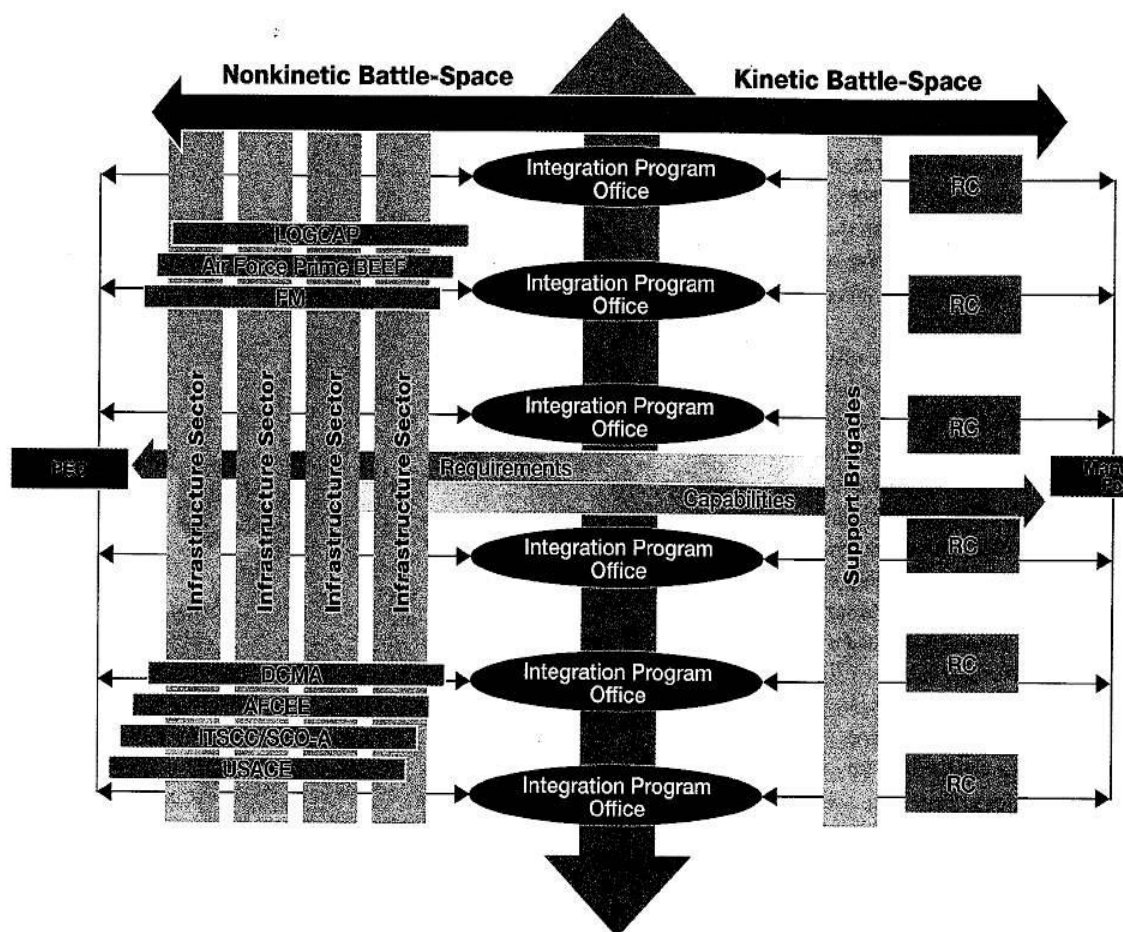 Nonkinetic Battle-Space
Kinetic Battle-Space
Integration Program
Office
RC
LOGCAP
Air Force Prime BEEF
FM
Integration Program
Office
RC
Infrastructure Sector
Infrastructure Sector
Infrastructure Sector
Infrastructure Sector
Integration Program
Office
Support Brigades
RC
Requirements
Capabilities
Integration Program
Office
RC
DCMA
AFCEE
ITSCC/SCO-A
USACE
Integration Program
Office
RC
Integration Program
Office
RC